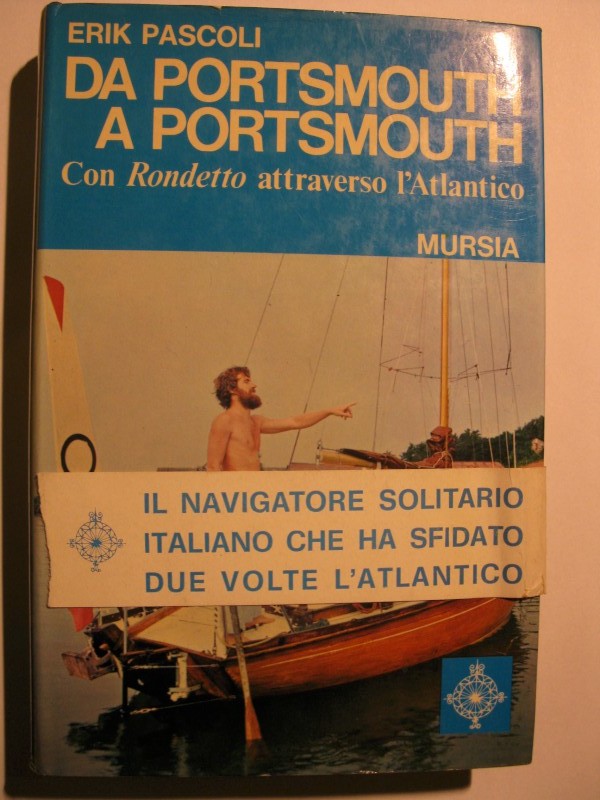 ERIK PASCOLI
DA PORTSMOUTH
A PORTSMOUTH
Con Rondetto attraverso l'Atlantico
MURSIA
IL NAVIGATORE SOLITARIO
ITALIANO CHE HA SFIDATO
DUE VOLTE L'ATLANTICO